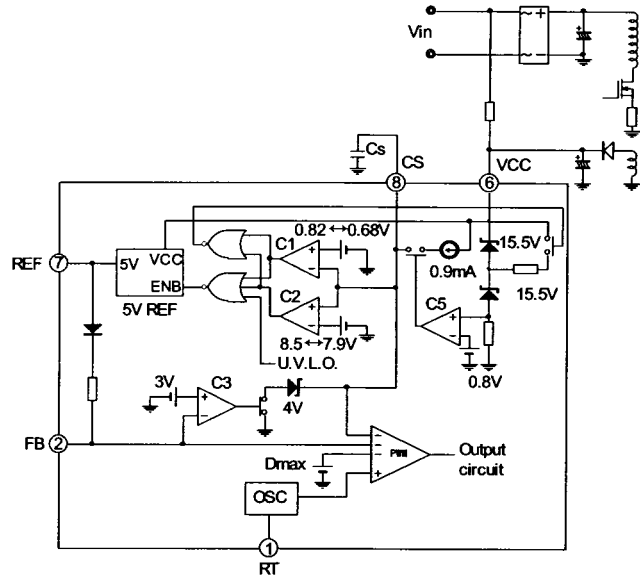 Vin
+
~ +
~ −
+
Cs
CS
VCC
8
6
0.82 ↔ 0.68V
C1
+
−
15.5V
0.9mA
15.5V
REF
7
5V
VCC
ENB
5V REF
C2
+
−
8.5 ↔ 7.9V
C5
+
−
U.V.L.O.
0.8V
3V
C3
+
−
4V
FB
2
Dmax
−
−
−
+
PWM
Output
circuit
OSC
1
RT